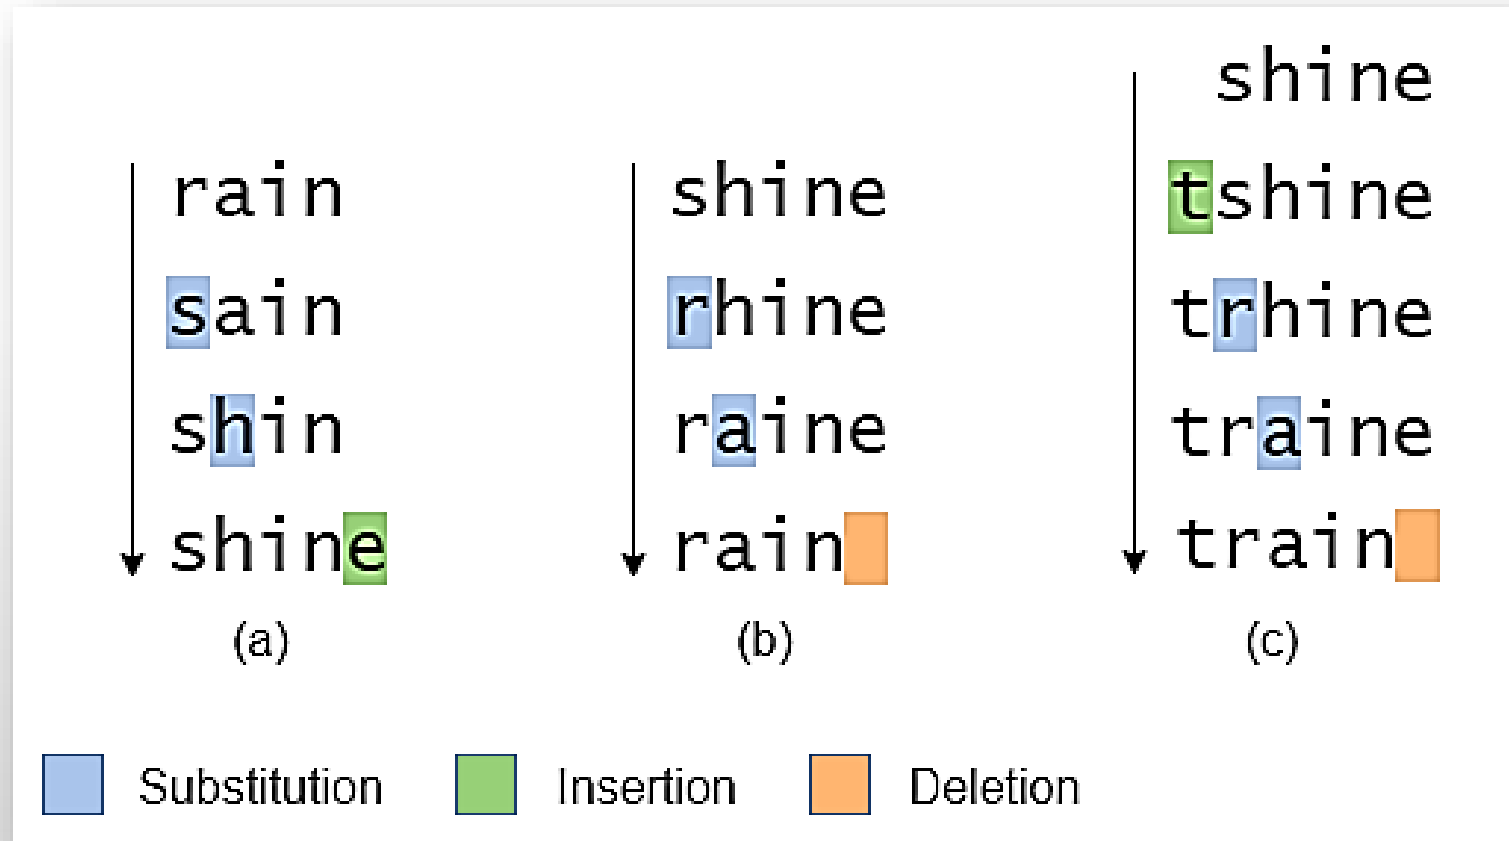 rain
sain
shin
shine
(a)
shine
rhine
raine
rain
(b)
shine
tshine
trhine
traine
train
(c)
Substitution
Insertion
Deletion